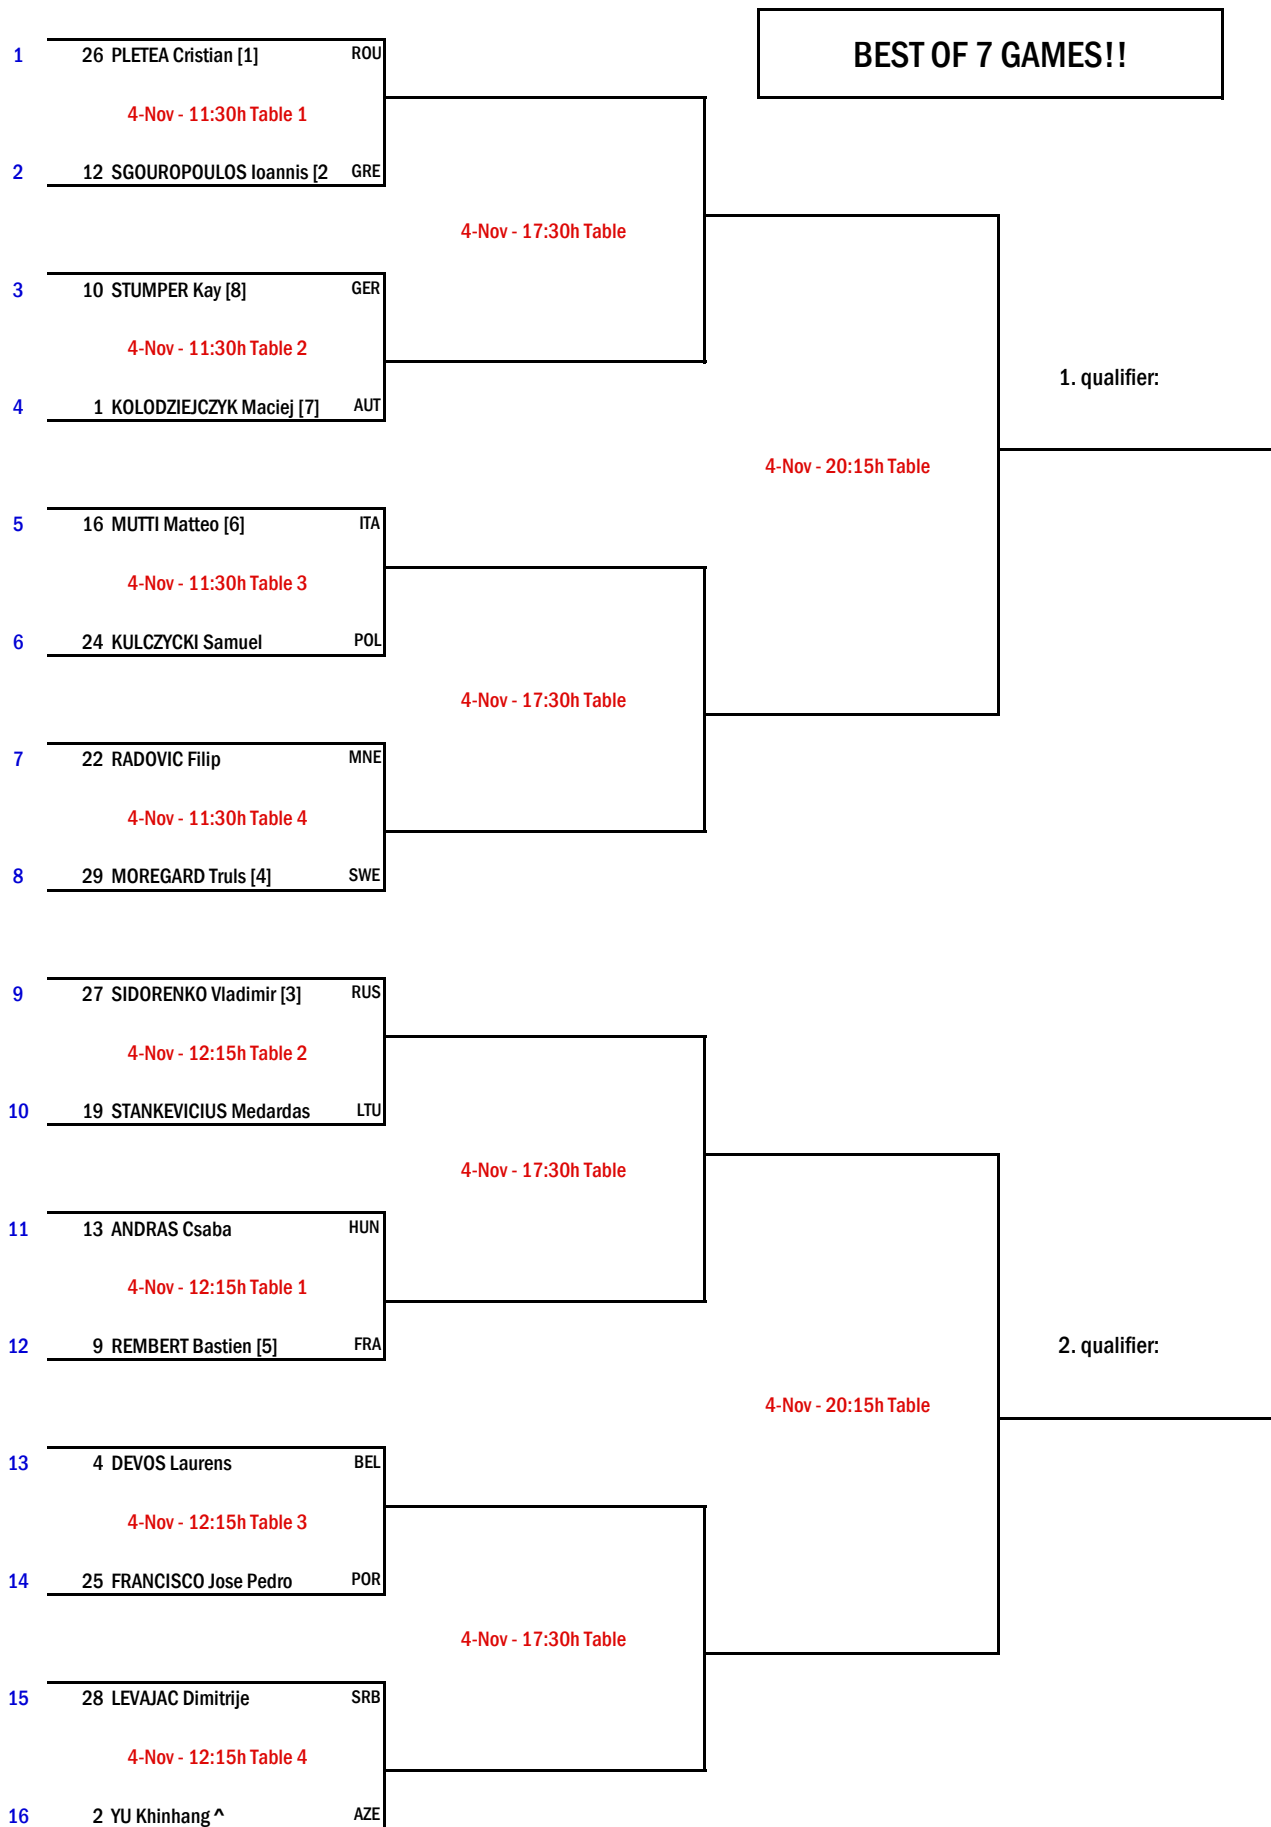 BEST OF 7 GAMES!!
1 26 PLETEA Cristian [1] ROU
4-Nov - 11:30h Table 1
2 12 SGOUROPOULOS Ioannis [2 GRE
4-Nov - 17:30h Table
3 10 STUMPER Kay [8] GER
4-Nov - 11:30h Table 2
1. qualifier:
4 1 KOLODZIEJCZYK Maciej [7] AUT
4-Nov - 20:15h Table
5 16 MUTTI Matteo [6] ITA
4-Nov - 11:30h Table 3
6 24 KULCZYCKI Samuel POL
4-Nov - 17:30h Table
7 22 RADOVIC Filip MNE
4-Nov - 11:30h Table 4
8 29 MOREGARD Truls [4] SWE
9 27 SIDORENKO Vladimir [3] RUS
4-Nov - 12:15h Table 2
10 19 STANKEVICIUS Medardas LTU
4-Nov - 17:30h Table
11 13 ANDRAS Csaba HUN
4-Nov - 12:15h Table 1
12 9 REMBERT Bastien [5] FRA
2. qualifier:
4-Nov - 20:15h Table
13 4 DEVOS Laurens BEL
4-Nov - 12:15h Table 3
14 25 FRANCISCO Jose Pedro POR
4-Nov - 17:30h Table
15 28 LEVAJAC Dimitrije SRB
4-Nov - 12:15h Table 4
16 2 YU Khinhang ^ AZE